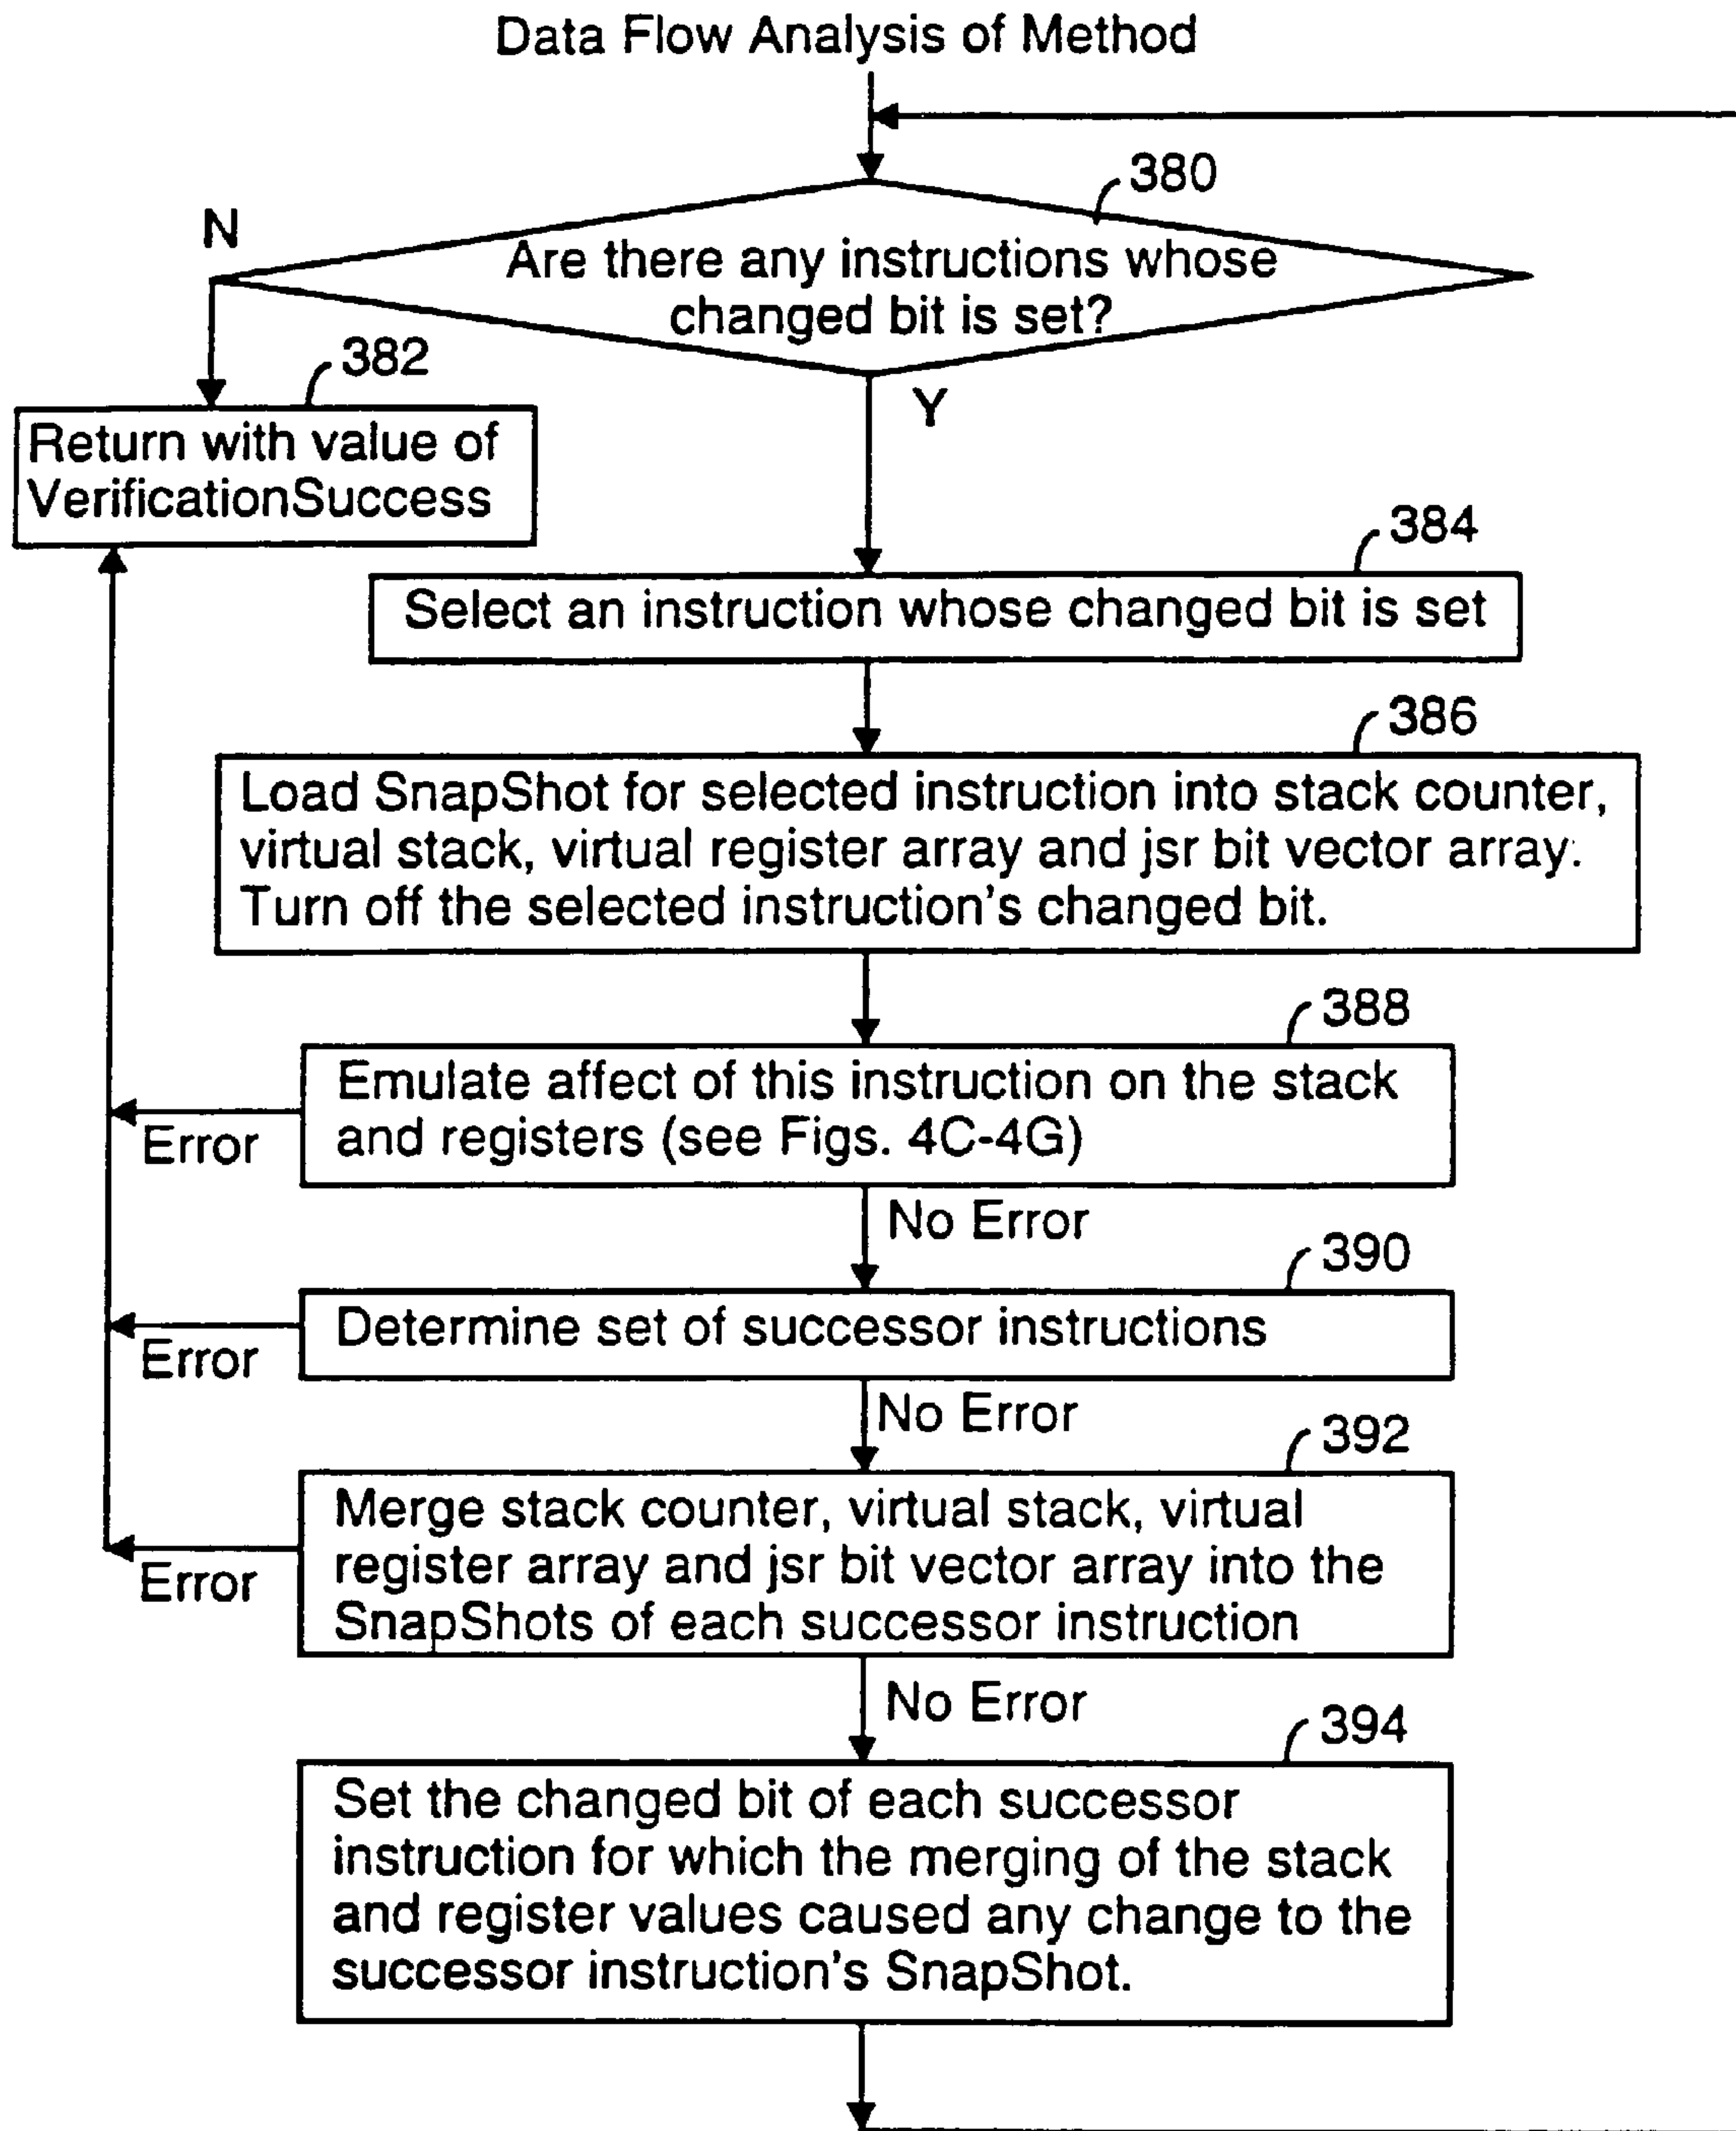 Data Flow Analysis of Method
380
N
Are there any instructions whose
changed bit is set?
382
Y
Return with value of
VerificationSuccess
384
Select an instruction whose changed bit is set
386
Load SnapShot for selected instruction into stack counter,
virtual stack, virtual register array and jsr bit vector array.
Turn off the selected instruction's changed bit.
388
Emulate affect of this instruction on the stack
and registers (see Figs. 4C-4G)
Error
No Error
390
Determine set of successor instructions
Error
No Error
392
Merge stack counter, virtual stack, virtual
register array and jsr bit vector array into the
SnapShots of each successor instruction
Error
No Error
394
Set the changed bit of each successor
instruction for which the merging of the stack
and register values caused any change to the
successor instruction's SnapShot.